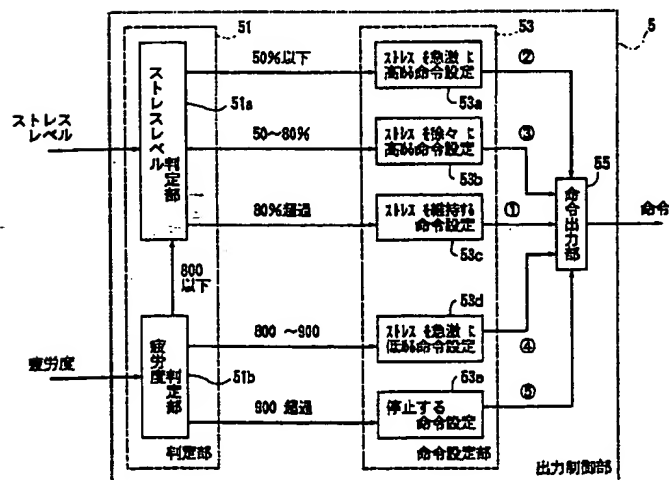 51
53
5
ストレスレベル判定部
51a
50%以下
ストレスを急激に
高める命令設定
②
53a
ストレス
レベル
50~80%
ストレスを徐々に
高める命令設定
③
53b
55
命令出力部
命令
80%超過
ストレスを維持する
命令設定
①
53c
800
以下
53d
疲労度
疲労度判定部
51b
800 ~900
ストレスを急激に
低める命令設定
④
53e
⑤
900 超過
停止する
命令設定
判定部
命令設定部
出力制御部